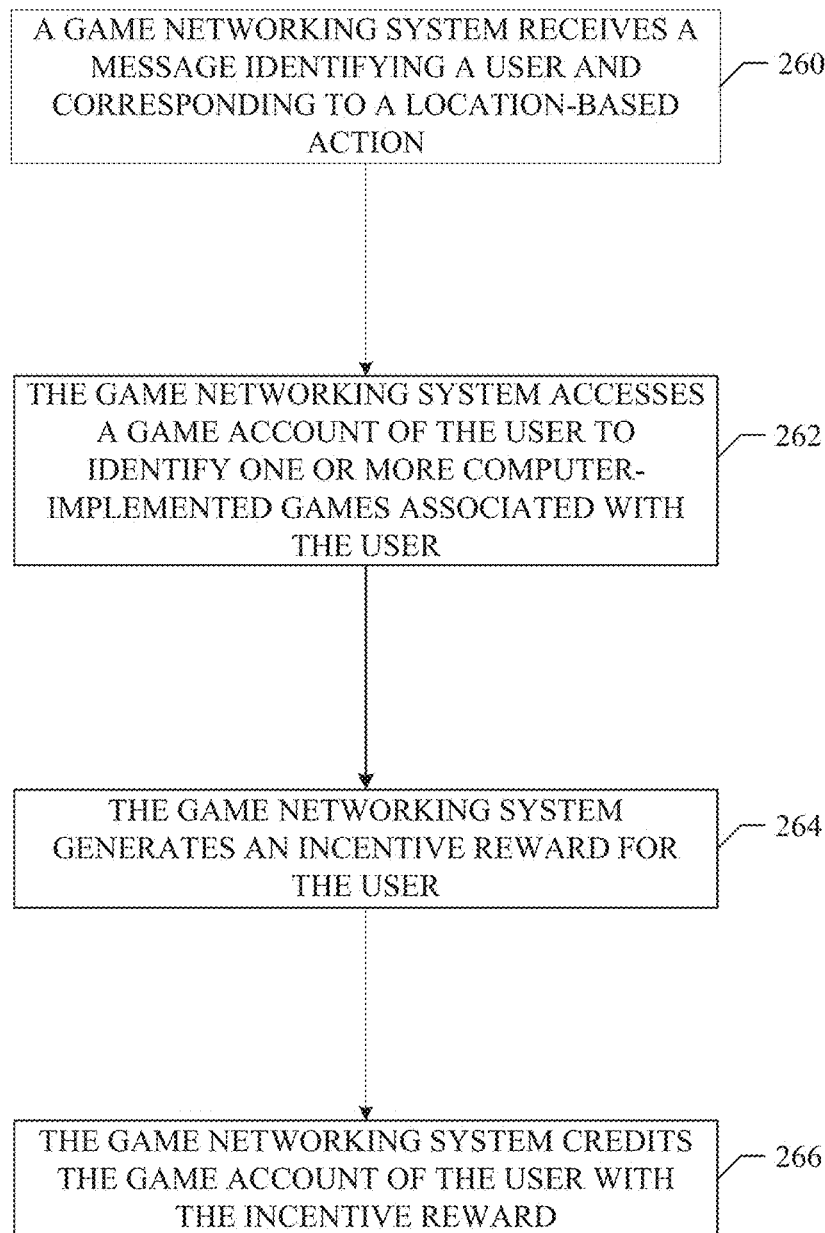 A GAME NETWORKING SYSTEM RECEIVES A
MESSAGE IDENTIFYING A USER AND
CORRESPONDING TO A LOCATION-BASED
ACTION
260
THE GAME NETWORKING SYSTEM ACCESSES
A GAME ACCOUNT OF THE USER TO
IDENTIFY ONE OR MORE COMPUTER-
IMPLEMENTED GAMES ASSOCIATED WITH
THE USER
262
THE GAME NETWORKING SYSTEM
GENERATES AN INCENTIVE REWARD FOR
THE USER
264
THE GAME NETWORKING SYSTEM CREDITS
THE GAME ACCOUNT OF THE USER WITH
THE INCENTIVE REWARD
266